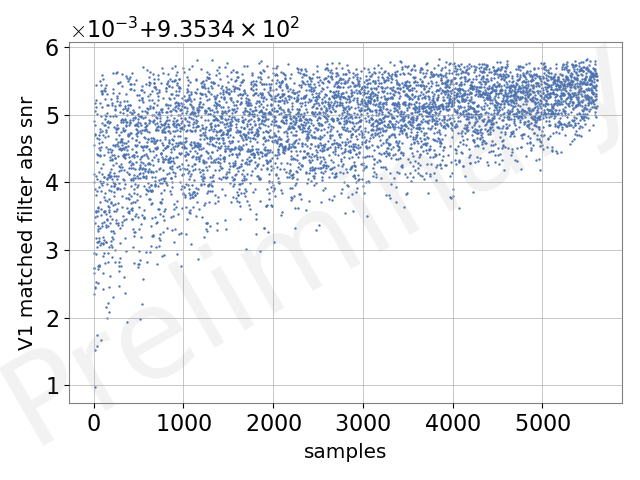 ×10⁻³+9.3534 × 10²
6
5
4
3
2
1
V1 matched filter abs snr
0 1000 2000 3000 4000 5000
samples
Preliminary